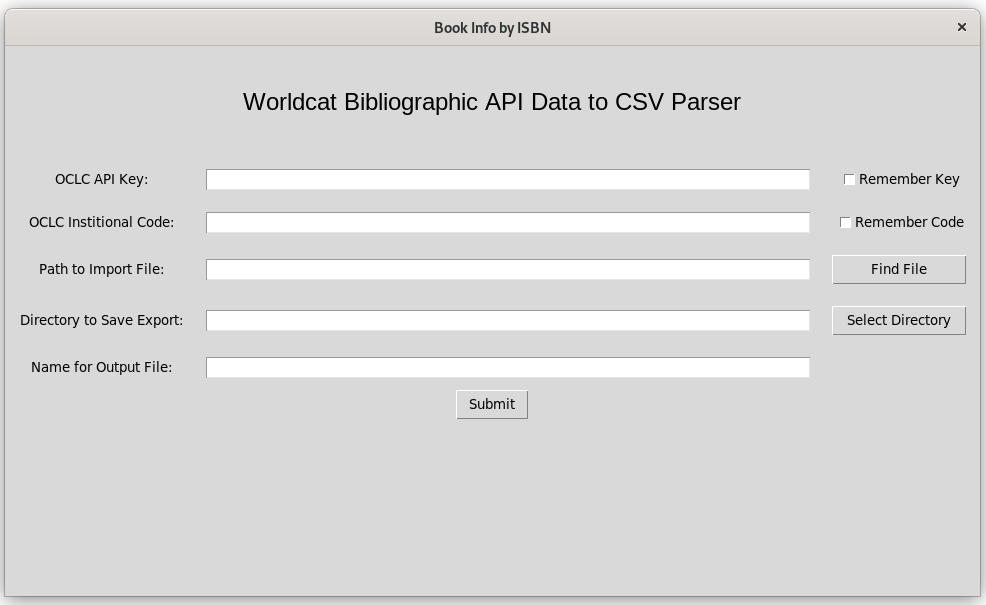 Book Info by ISBN
×
Worldcat Bibliographic API Data to CSV Parser
OCLC API Key:
Remember Key
OCLC Institional Code:
Remember Code
Path to Import File:
Find File
Directory to Save Export:
Select Directory
Name for Output File:
Submit